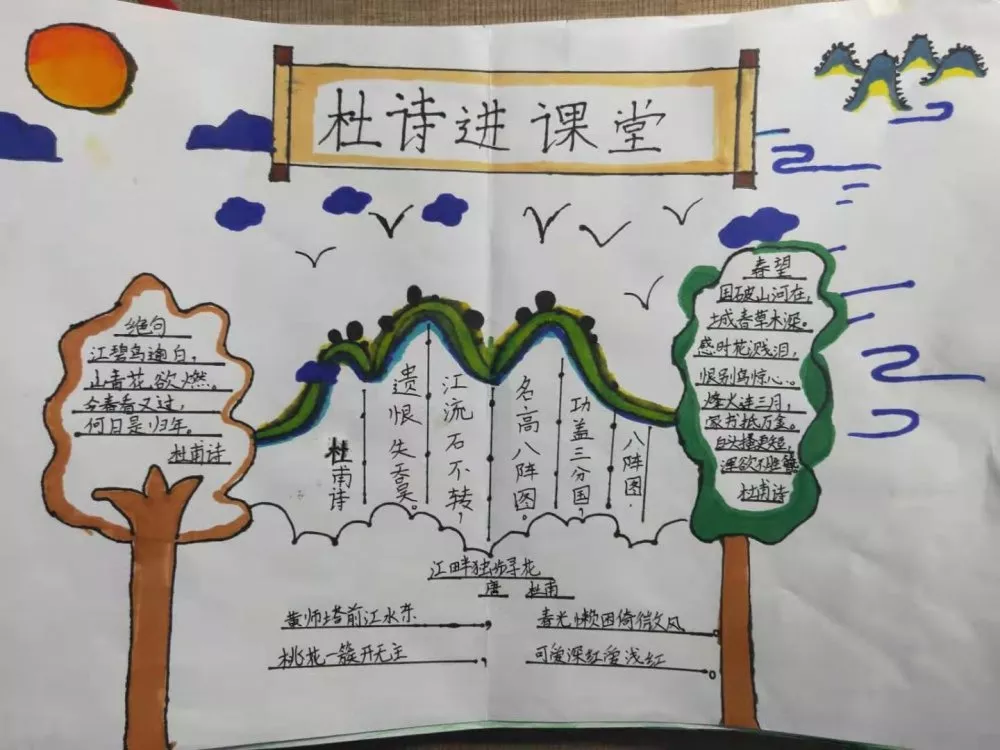 杜诗进课堂
绝句
江碧鸟逾白，
山青花欲燃。
今春看又过，
何日是归年。
杜甫诗
八阵图·
功盖三分国，
名高八阵图。
江流石不转，
遗恨失吞吴。
杜甫诗
春望
国破山河在，
城春草木深。
感时花溅泪，
恨别鸟惊心。
烽火连三月，
家书抵万金。
白头搔更短，
浑欲不胜簪
杜甫诗
江畔独步寻花
唐 杜甫
黄师塔前江水东，
春光懒困倚微风。
桃花一簇开无主，
可爱深红爱浅红。